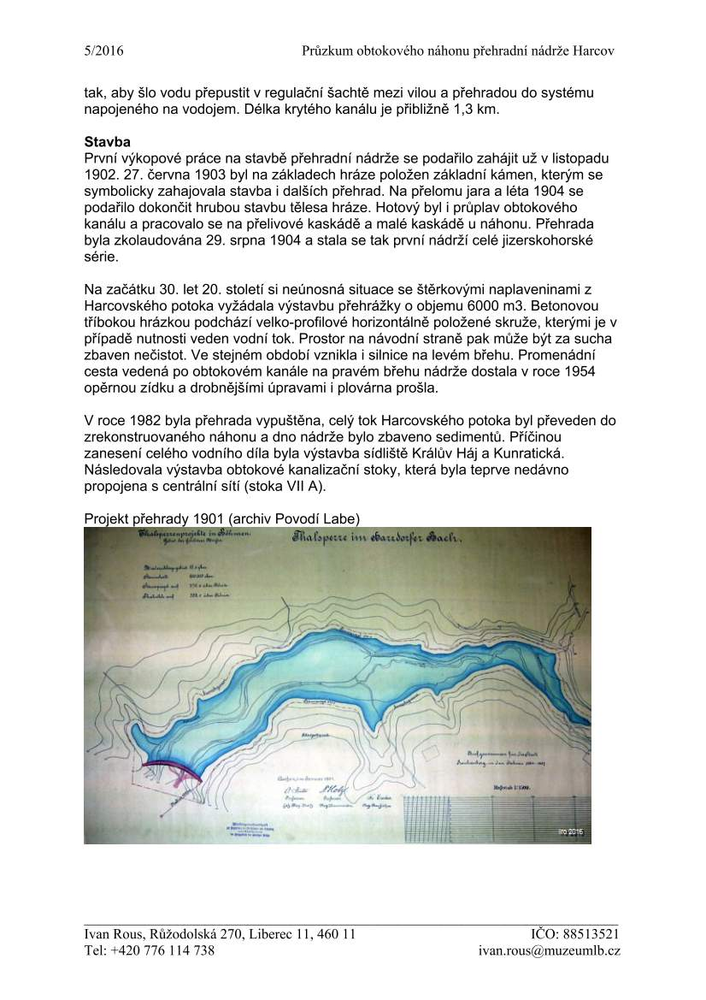 5/2016 Průzkum obtokového náhonu přehradní nádrže Harcov
tak, aby šlo vodu přepustit v regulační šachtě mezi vilou a přehradou do systému
napojeného na vodojem. Délka krytého kanálu je přibližně 1,3 km.
Stavba
První výkopové práce na stavbě přehradní nádrže se podařilo zahájit už v listopadu
1902. 27. června 1903 byl na základech hráze položen základní kámen, kterým se
symbolicky zahajovala stavba i dalších přehrad. Na přelomu jara a léta 1904 se
podařilo dokončit hrubou stavbu tělesa hráze. Hotový byl i průplav obtokového
kanálu a pracovalo se na přelivové kaskádě a malé kaskádě u náhonu. Přehrada
byla zkolaudována 29. srpna 1904 a stala se tak první nádrží celé jizerskohorské
série.
Na začátku 30. let 20. století si neúnosná situace se štěrkovými naplaveninami z
Harcovského potoka vyžádala výstavbu přehrážky o objemu 6000 m3. Betonovou
tříbokou hrázkou podchází velko-profilové horizontálně položené skruže, kterými je v
případě nutnosti veden vodní tok. Prostor na návodní straně pak může být za sucha
zbaven nečistot. Ve stejném období vznikla i silnice na levém břehu. Promenádní
cesta vedená po obtokovém kanále na pravém břehu nádrže dostala v roce 1954
opěrnou zídku a drobnějšími úpravami i plovárna prošla.
V roce 1982 byla přehrada vypuštěna, celý tok Harcovského potoka byl převeden do
zrekonstruovaného náhonu a dno nádrže bylo zbaveno sedimentů. Příčinou
zanesení celého vodního díla byla výstavba sídliště Králův Háj a Kunratická.
Následovala výstavba obtokové kanalizační stoky, která byla teprve nedávno
propojena s centrální sítí (stoka VII A).
Projekt přehrady 1901 (archiv Povodí Labe)
Thalsperrenprojekte in Böhmen.
Thalsperre im Harzdorfer Bach.
Maßstab 1:1500.
iro 2015
Ivan Rous, Růžodolská 270, Liberec 11, 460 11 IČO: 88513521
Tel: +420 776 114 738 ivan.rous@muzeumlb.cz